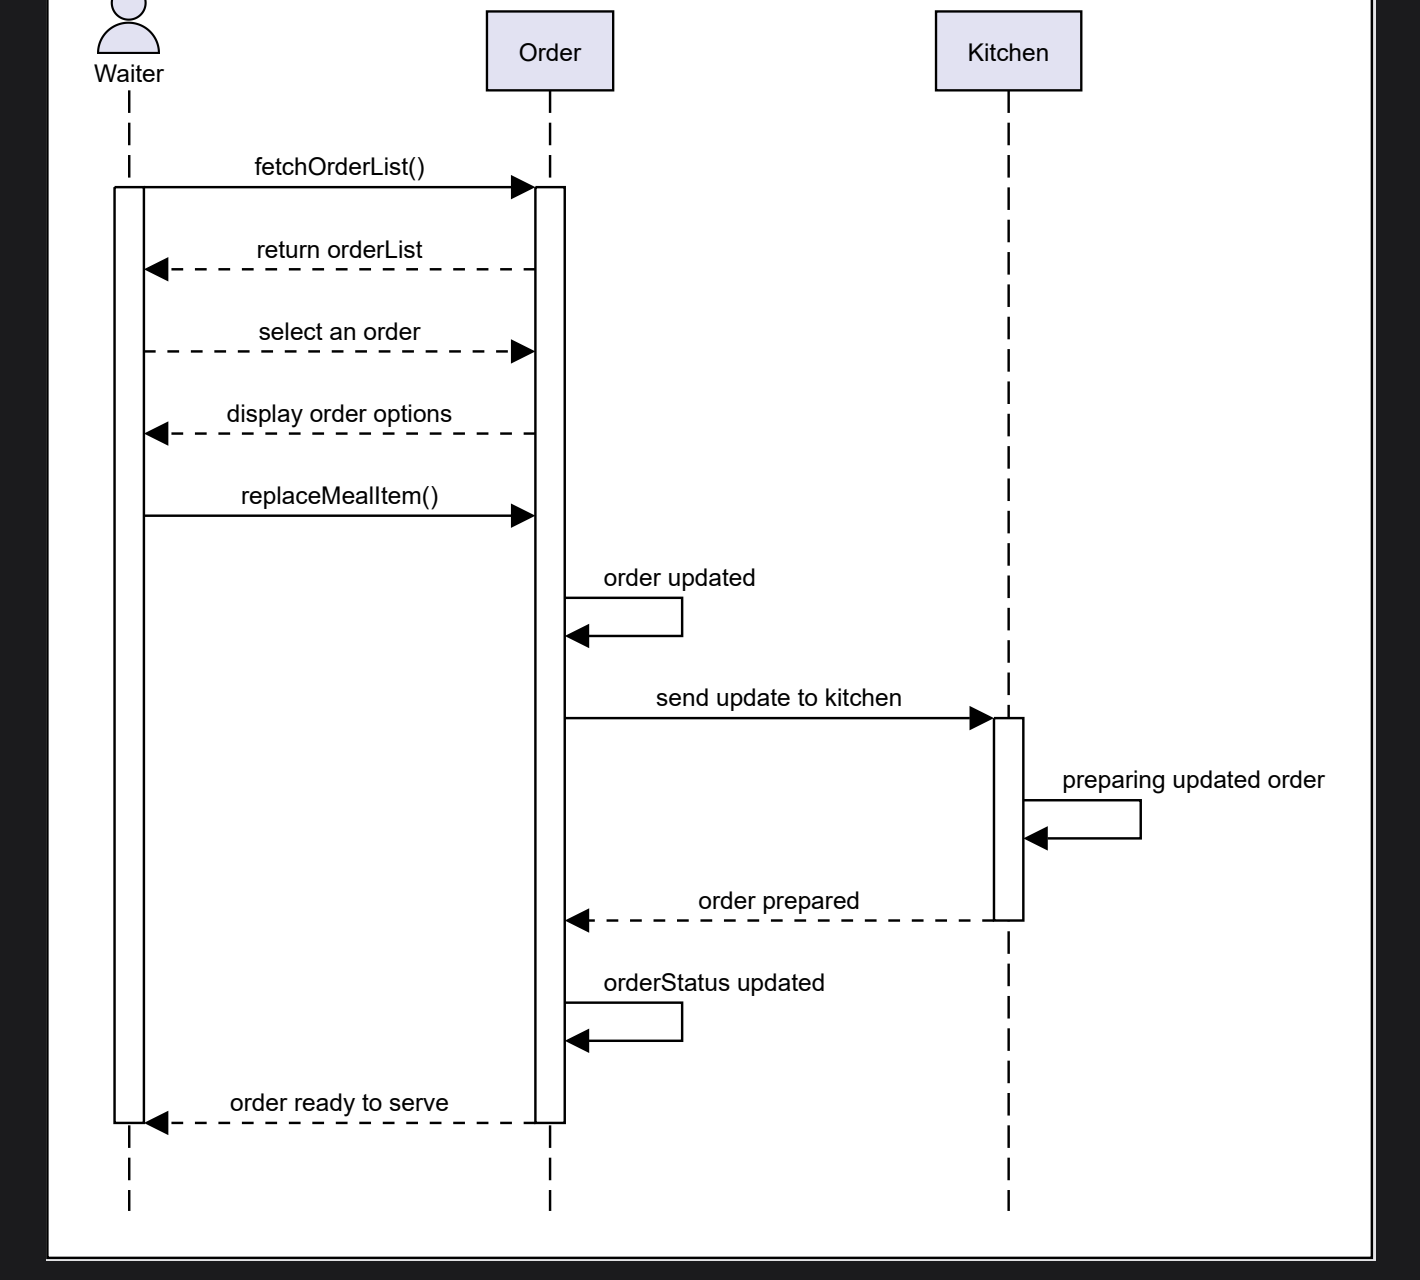 Waiter
Order
Kitchen
fetchOrderList()
return orderList
select an order
display order options
replaceMealItem()
order updated
send update to kitchen
preparing updated order
order prepared
orderStatus updated
order ready to serve